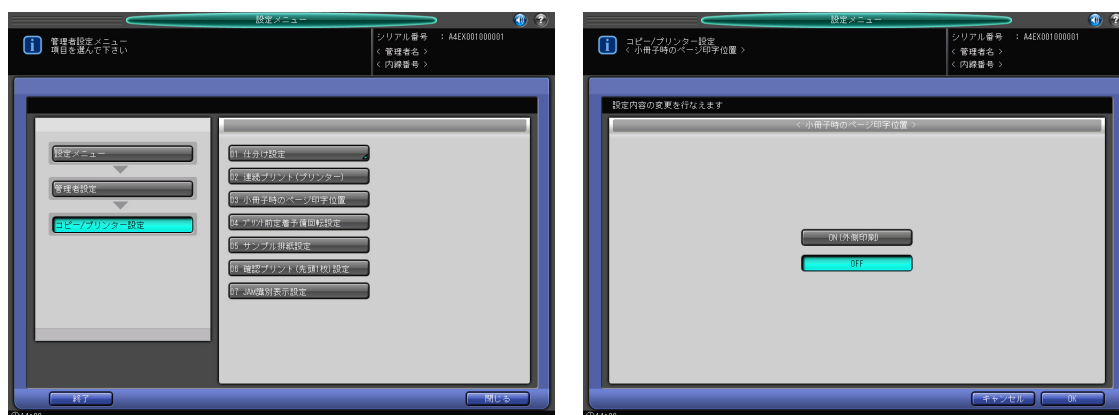 設定メニュー
管理者設定メニュー
項目を選んで下さい
シリアル番号 : A4EX001000001
< 管理者名 >
< 内線番号 >
設定メニュー
管理者設定
コピー/プリンター設定
01 仕分け設定
02 連続プリント(プリンター)
03 小冊子時のページ印字位置
04 プリント前定着予備回転設定
05 サンプル排紙設定
06 確認プリント(先頭1枚)設定
07 JAM識別表示設定
終了
閉じる
設定メニュー
コピー/プリンター設定
< 小冊子時のページ印字位置 >
シリアル番号 : A4EX001000001
< 管理者名 >
< 内線番号 >
設定内容の変更を行なえます
< 小冊子時のページ印字位置 >
ON(外側印刷)
OFF
キャンセル
OK